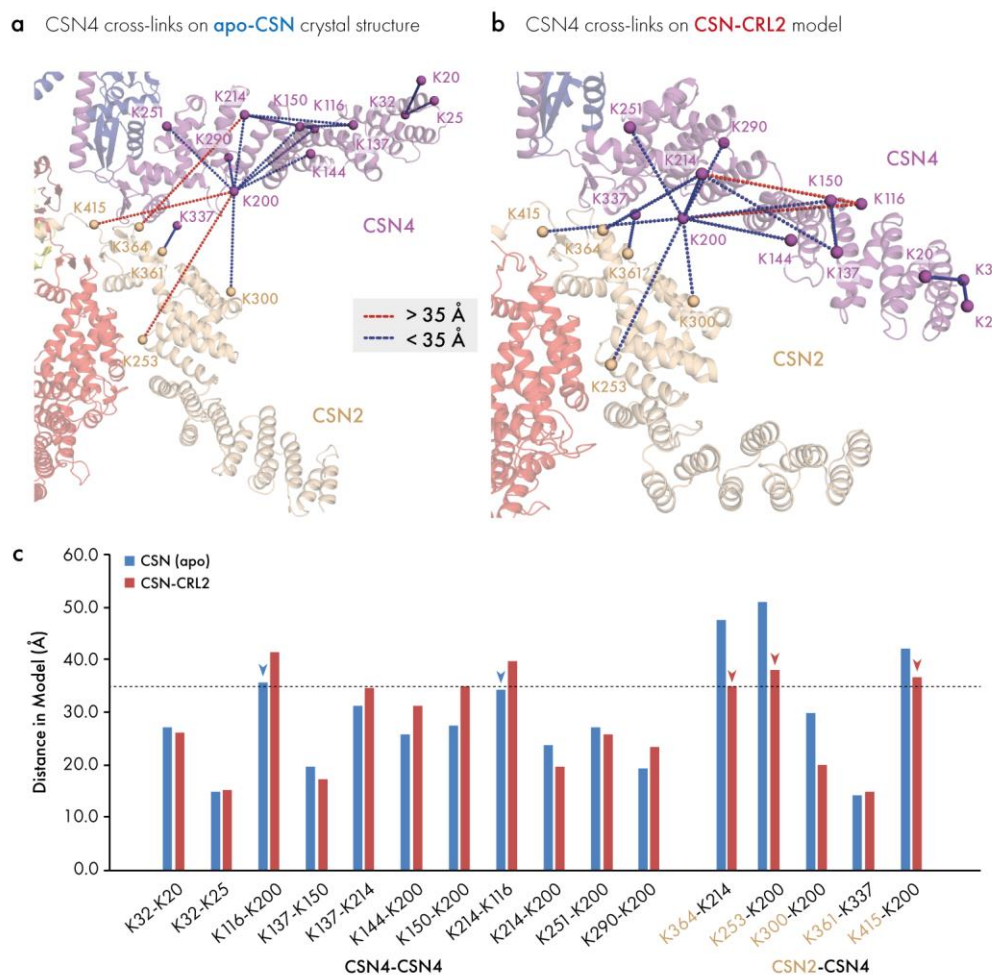 a CSN4 cross-links on apo-CSN crystal structure
K20
K214
K150
K116
K32
K251
K25
K290
K137
K144
K200
CSN4
K415
K337
K364
K361
K300
K253
CSN2
b CSN4 cross-links on CSN-CRL2 model
K251
K290
K214
CSN4
K150
K116
K337
K415
K200
K364
K144
K20
K3
K361
K137
K300
K2
K253
CSN2
> 35 Å
< 35 Å
c
CSN (apo)
CSN-CRL2
Distance in Model (Å)
60.0
50.0
40.0
30.0
20.0
10.0
0.0
K32-K20
K32-K25
K116-K200
K137-K150
K137-K214
K144-K200
K150-K200
K214-K116
K214-K200
K251-K200
K290-K200
K364-K214
K253-K200
K300-K200
K361-K337
K415-K200
CSN4-CSN4
CSN2-CSN4